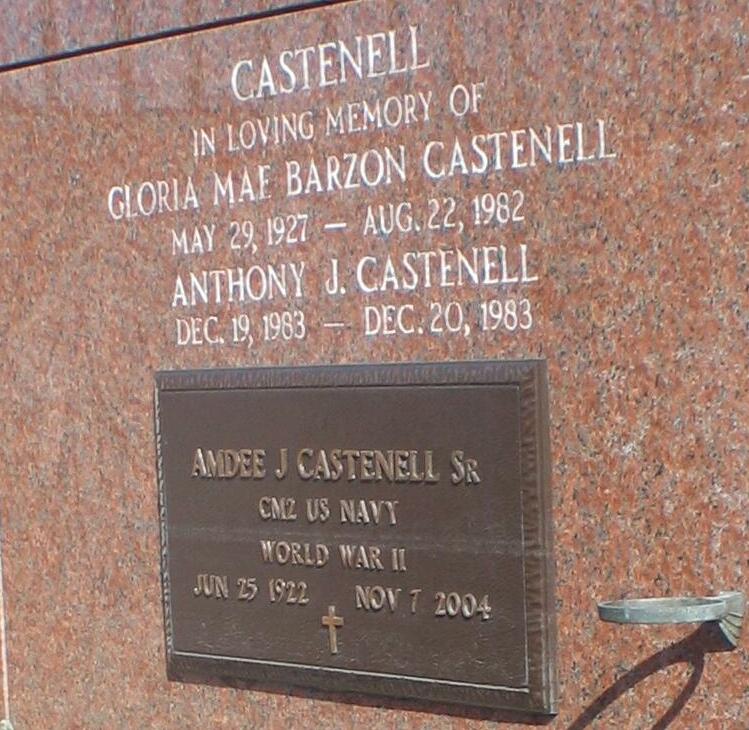 CASTENELL
IN LOVING MEMORY OF
GLORIA MAE BARZON CASTENELL
MAY 29, 1927 — AUG. 22, 1982
ANTHONY J. CASTENELL
DEC. 19, 1983 — DEC. 20, 1983
AMDEE J CASTENELL SR
CM2 US NAVY
WORLD WAR II
JUN 25 1922 NOV 7 2004